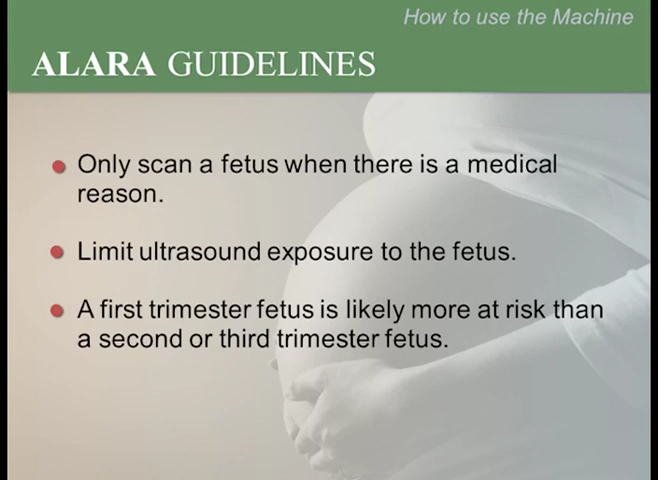 How to use the Machine
ALARA GUIDELINES
Only scan a fetus when there is a medical
reason.
Limit ultrasound exposure to the fetus.
A first trimester fetus is likely more at risk than
a second or third trimester fetus.